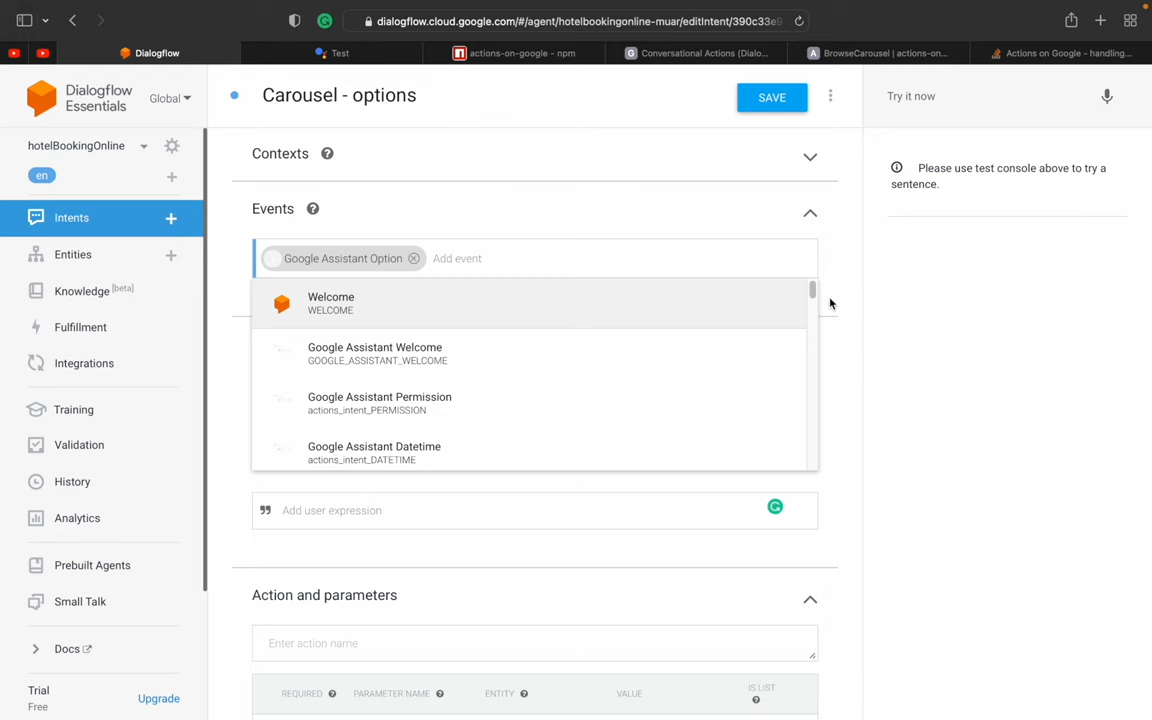 dialogflow.cloud.google.com/#/agent/hotelbookingonline-muar/editIntent/390c33e9
Dialogflow
Test
actions-on-google - npm
Conversational Actions (Dialo...
BrowseCarousel | actions-on...
Actions on Google - handling...
Dialogflow
Essentials
Global
hotelBookingOnline
en
Intents
Entities
Knowledge [beta]
Fulfillment
Integrations
Training
Validation
History
Analytics
Prebuilt Agents
Small Talk
Docs
Trial
Free
Upgrade
Carousel - options
SAVE
Contexts
Events
Google Assistant Option
Add event
Welcome
WELCOME
Google Assistant Welcome
GOOGLE_ASSISTANT_WELCOME
Google Assistant Permission
actions_intent_PERMISSION
Google Assistant Datetime
actions_intent_DATETIME
Add user expression
Action and parameters
Enter action name
REQUIRED
PARAMETER NAME
ENTITY
VALUE
IS LIST
Try it now
Please use test console above to try a
sentence.